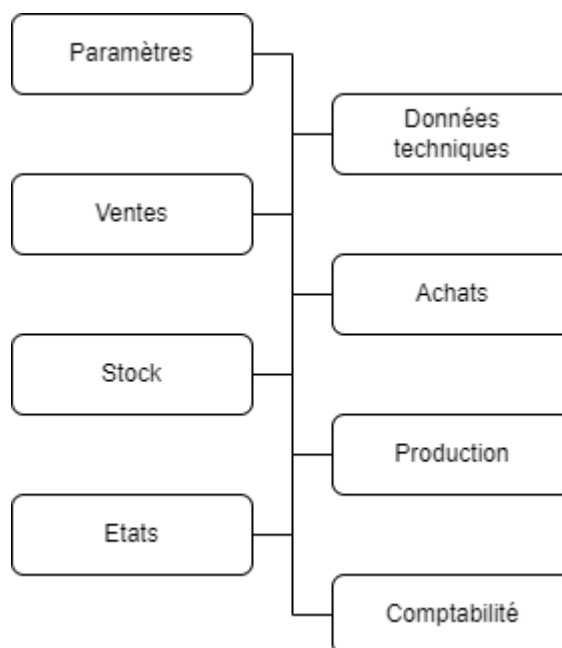 Paramètres
Données
techniques
Ventes
Achats
Stock
Production
Etats
Comptabilité